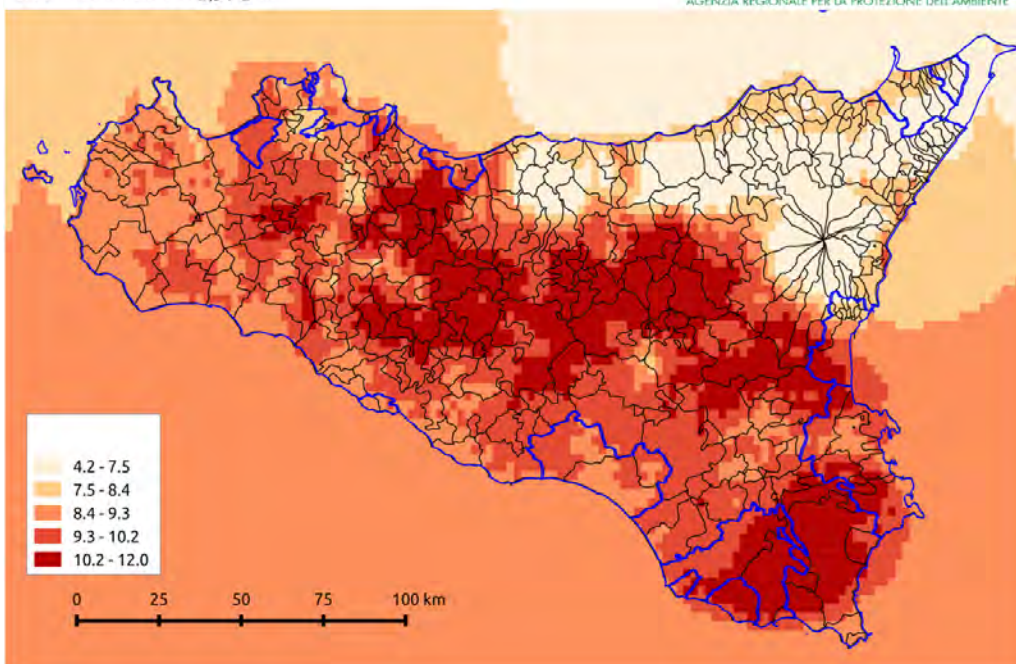 AGENZIA REGIONALE PER LA PROTEZIONE DELL'AMBIENTE
4.2 - 7.5
7.5 - 8.4
8.4 - 9.3
9.3 - 10.2
10.2 - 12.0
0 25 50 75 100 km